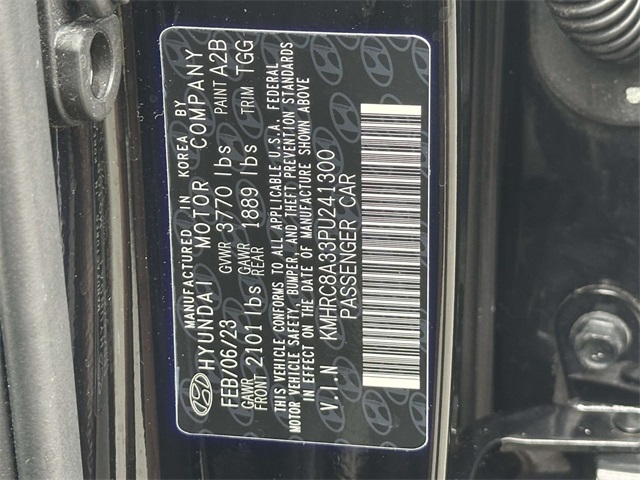 MANUFACTURED IN KOREA BY
HYUNDAI MOTOR COMPANY
FEB/06/23 GVWR 3770 lbs PAINT A2B
GAWR FRONT 2101 lbs GAWR REAR 1889 lbs TRIM TGG
THIS VEHICLE CONFORMS TO ALL APPLICABLE U.S.A. FEDERAL
MOTOR VEHICLE SAFETY, BUMPER, AND THEFT PREVENTION STANDARDS
IN EFFECT ON THE DATE OF MANUFACTURE SHOWN ABOVE
V.I.N KMHRC8A33PU241300
PASSENGER CAR